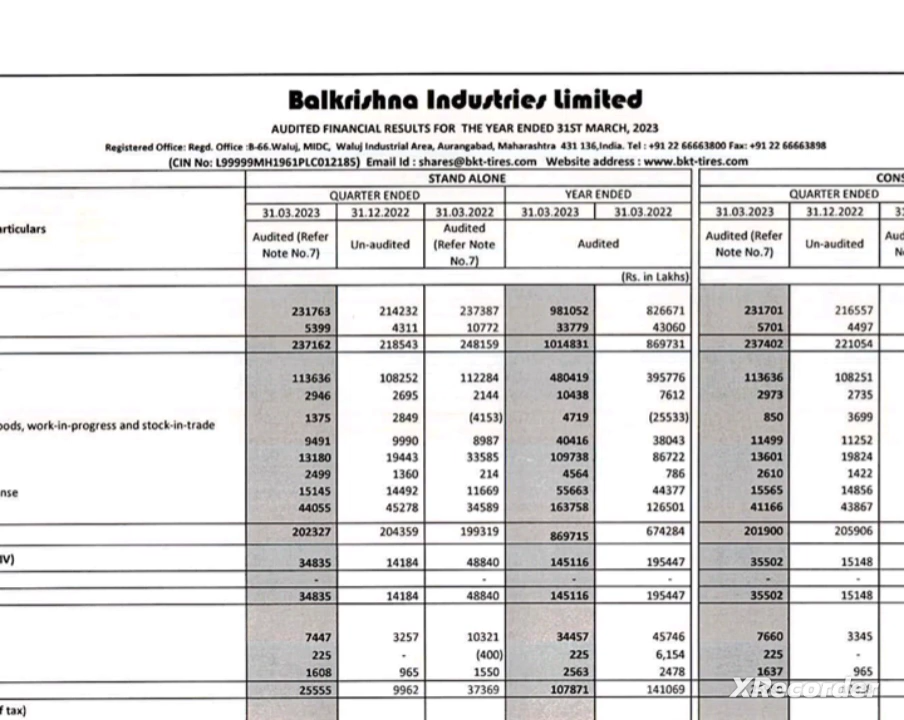 Balkrishna Industries Limited
AUDITED FINANCIAL RESULTS FOR THE YEAR ENDED 31ST MARCH, 2023
Registered Office: Regd. Office :B-66.Waluj, MIDC, Waluj Industrial Area, Aurangabad, Maharashtra 431 136,India. Tel : +91 22 66663800 Fax: +91 22 66663898
(CIN No: L99999MH1961PLC012185) Email Id : shares@bkt-tires.com Website address : www.bkt-tires.com
STAND ALONE CONS
QUARTER ENDED YEAR ENDED QUARTER ENDED
articulars 31.03.2023 31.12.2022 31.03.2022 31.03.2023 31.03.2022 31.03.2023 31.12.2022 31
Audited (Refer Note No.7) Un-audited Audited (Refer Note No.7) Audited Audited (Refer Note No.7) Un-audited Aud
(Rs. in Lakhs)
231763 214232 237387 981052 826671 231701 216557
5399 4311 10772 33779 43060 5701 4497
237162 218543 248159 1014831 869731 237402 221054
113636 108252 112284 480419 395776 113636 108251
2946 2695 2144 10438 7612 2973 2735
oods, work-in-progress and stock-in-trade 1375 2849 (4153) 4719 (25533) 850 3699
9491 9990 8987 40416 38043 11499 11252
13180 19443 33585 109738 86722 13601 19824
2499 1360 214 4564 786 2610 1422
nse 15145 14492 11669 55663 44377 15565 14856
44055 45278 34589 163758 126501 41166 43867
202327 204359 199319 869715 674284 201900 205906
IV) 34835 14184 48840 145116 195447 35502 15148
- - - - - -
34835 14184 48840 145116 195447 35502 15148
7447 3257 10321 34457 45746 7660 3345
225 - (400) 225 6,154 225 -
1608 965 1550 2563 2478 1637 965
25555 9962 37369 107871 141069
XRecorder
f tax)